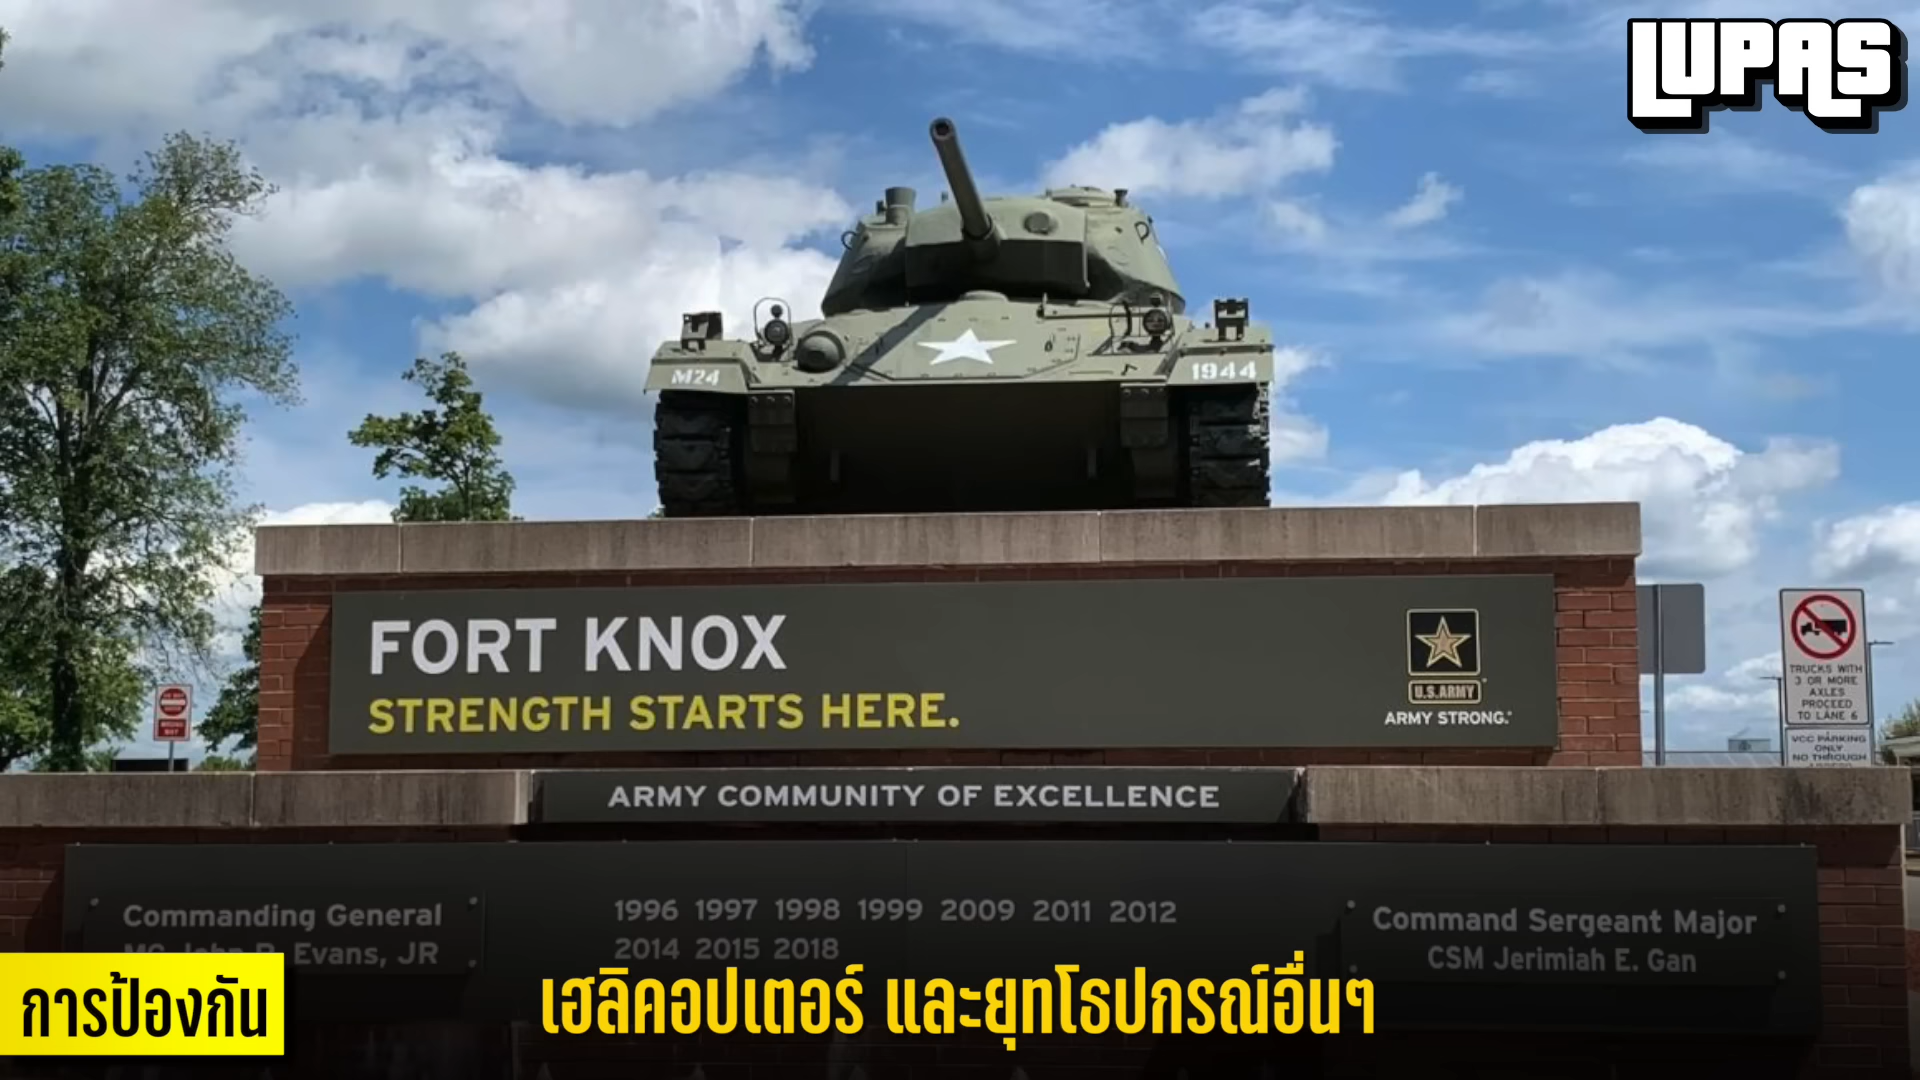 LUPAS
M24
1944
FORT KNOX
STRENGTH STARTS HERE.
U.S.ARMY
ARMY STRONG.
TRUCKS WITH
3 OR MORE
AXLES
PROCEED
TO LANE 6
VCC PARKING
ONLY
NO THROUGH
ARMY COMMUNITY OF EXCELLENCE
Commanding General
Evans, JR
1996 1997 1998 1999 2009 2011 2012
2014 2015 2018
Command Sergeant Major
CSM Jerimiah E. Gan
การป้องกัน
เฮลิคอปเตอร์ และยุทโธปกรณ์อื่นๆ